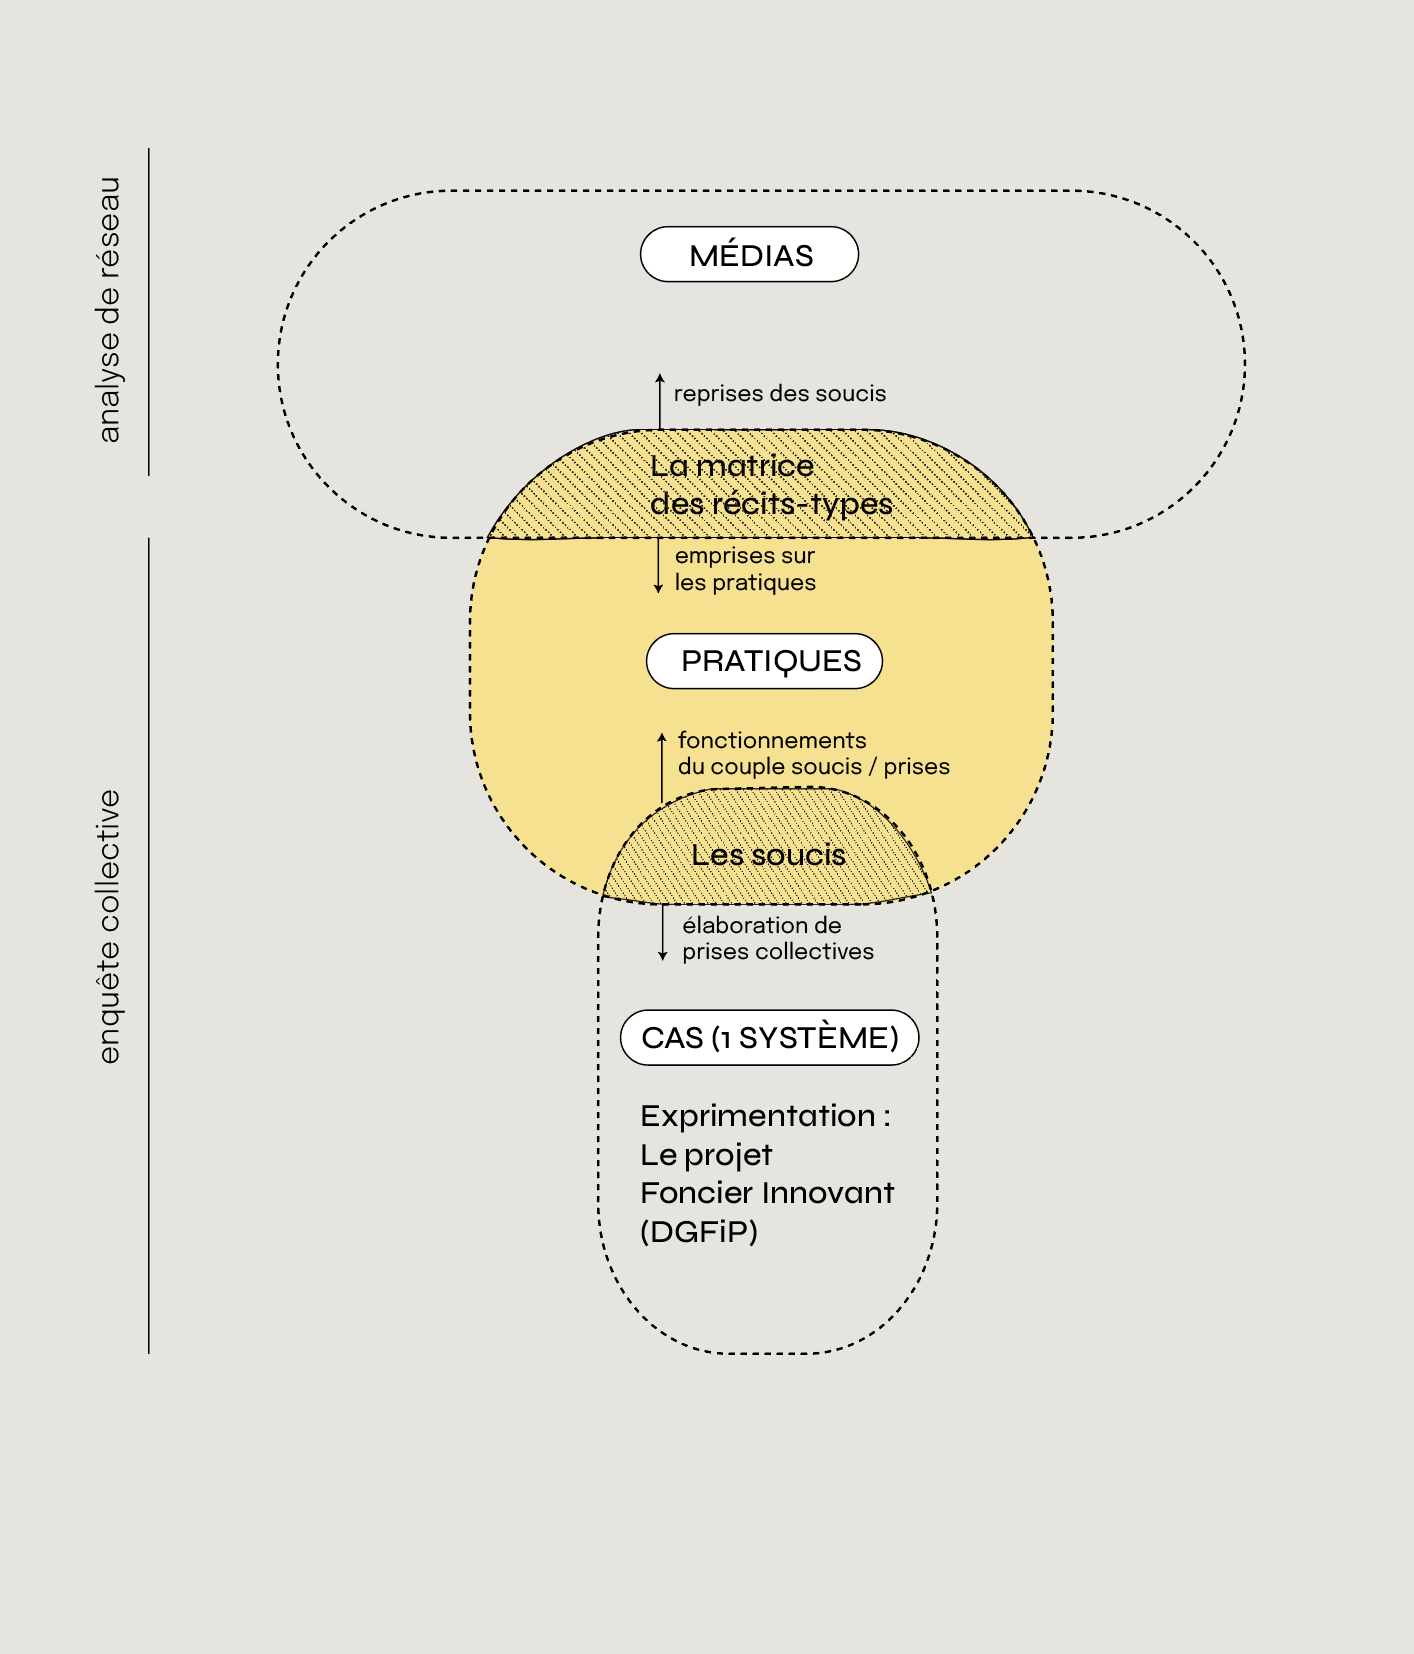 analyse de réseau
MÉDIAS
reprises des soucis
La matrice
des récits-types
emprises sur
les pratiques
PRATIQUES
fonctionnements
du couple soucis / prises
enquête collective
Les soucis
élaboration de
prises collectives
CAS (1 SYSTÈME)
Exprimentation :
Le projet
Foncier Innovant
(DGFiP)